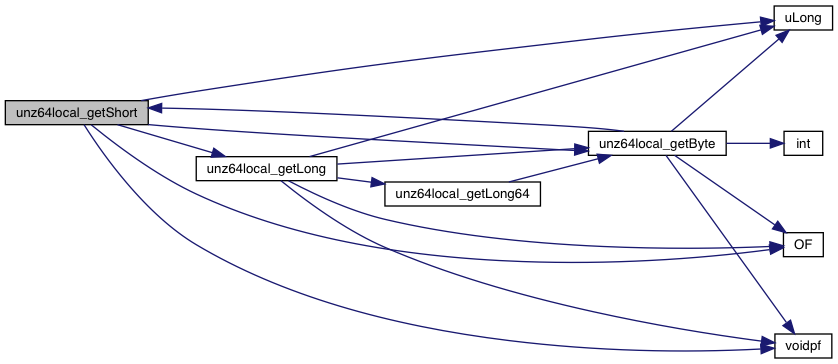 unz64local_getShort
unz64local_getLong
unz64local_getLong64
unz64local_getByte
uLong
int
OF
voidpf